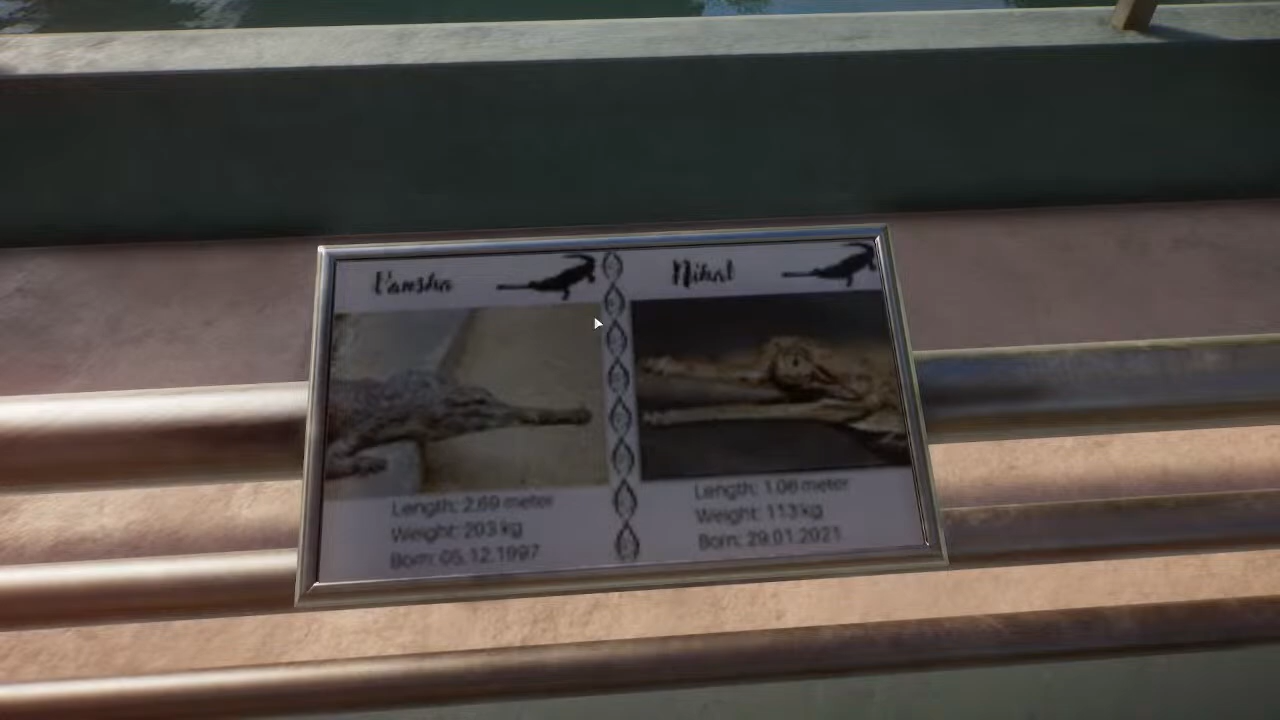 Vansha
Length: 2.69 meter
Weight: 203 kg
Born: 05.12.1997
Nihal
Length: 1.06 meter
Weight: 113 kg
Born: 29.01.2021